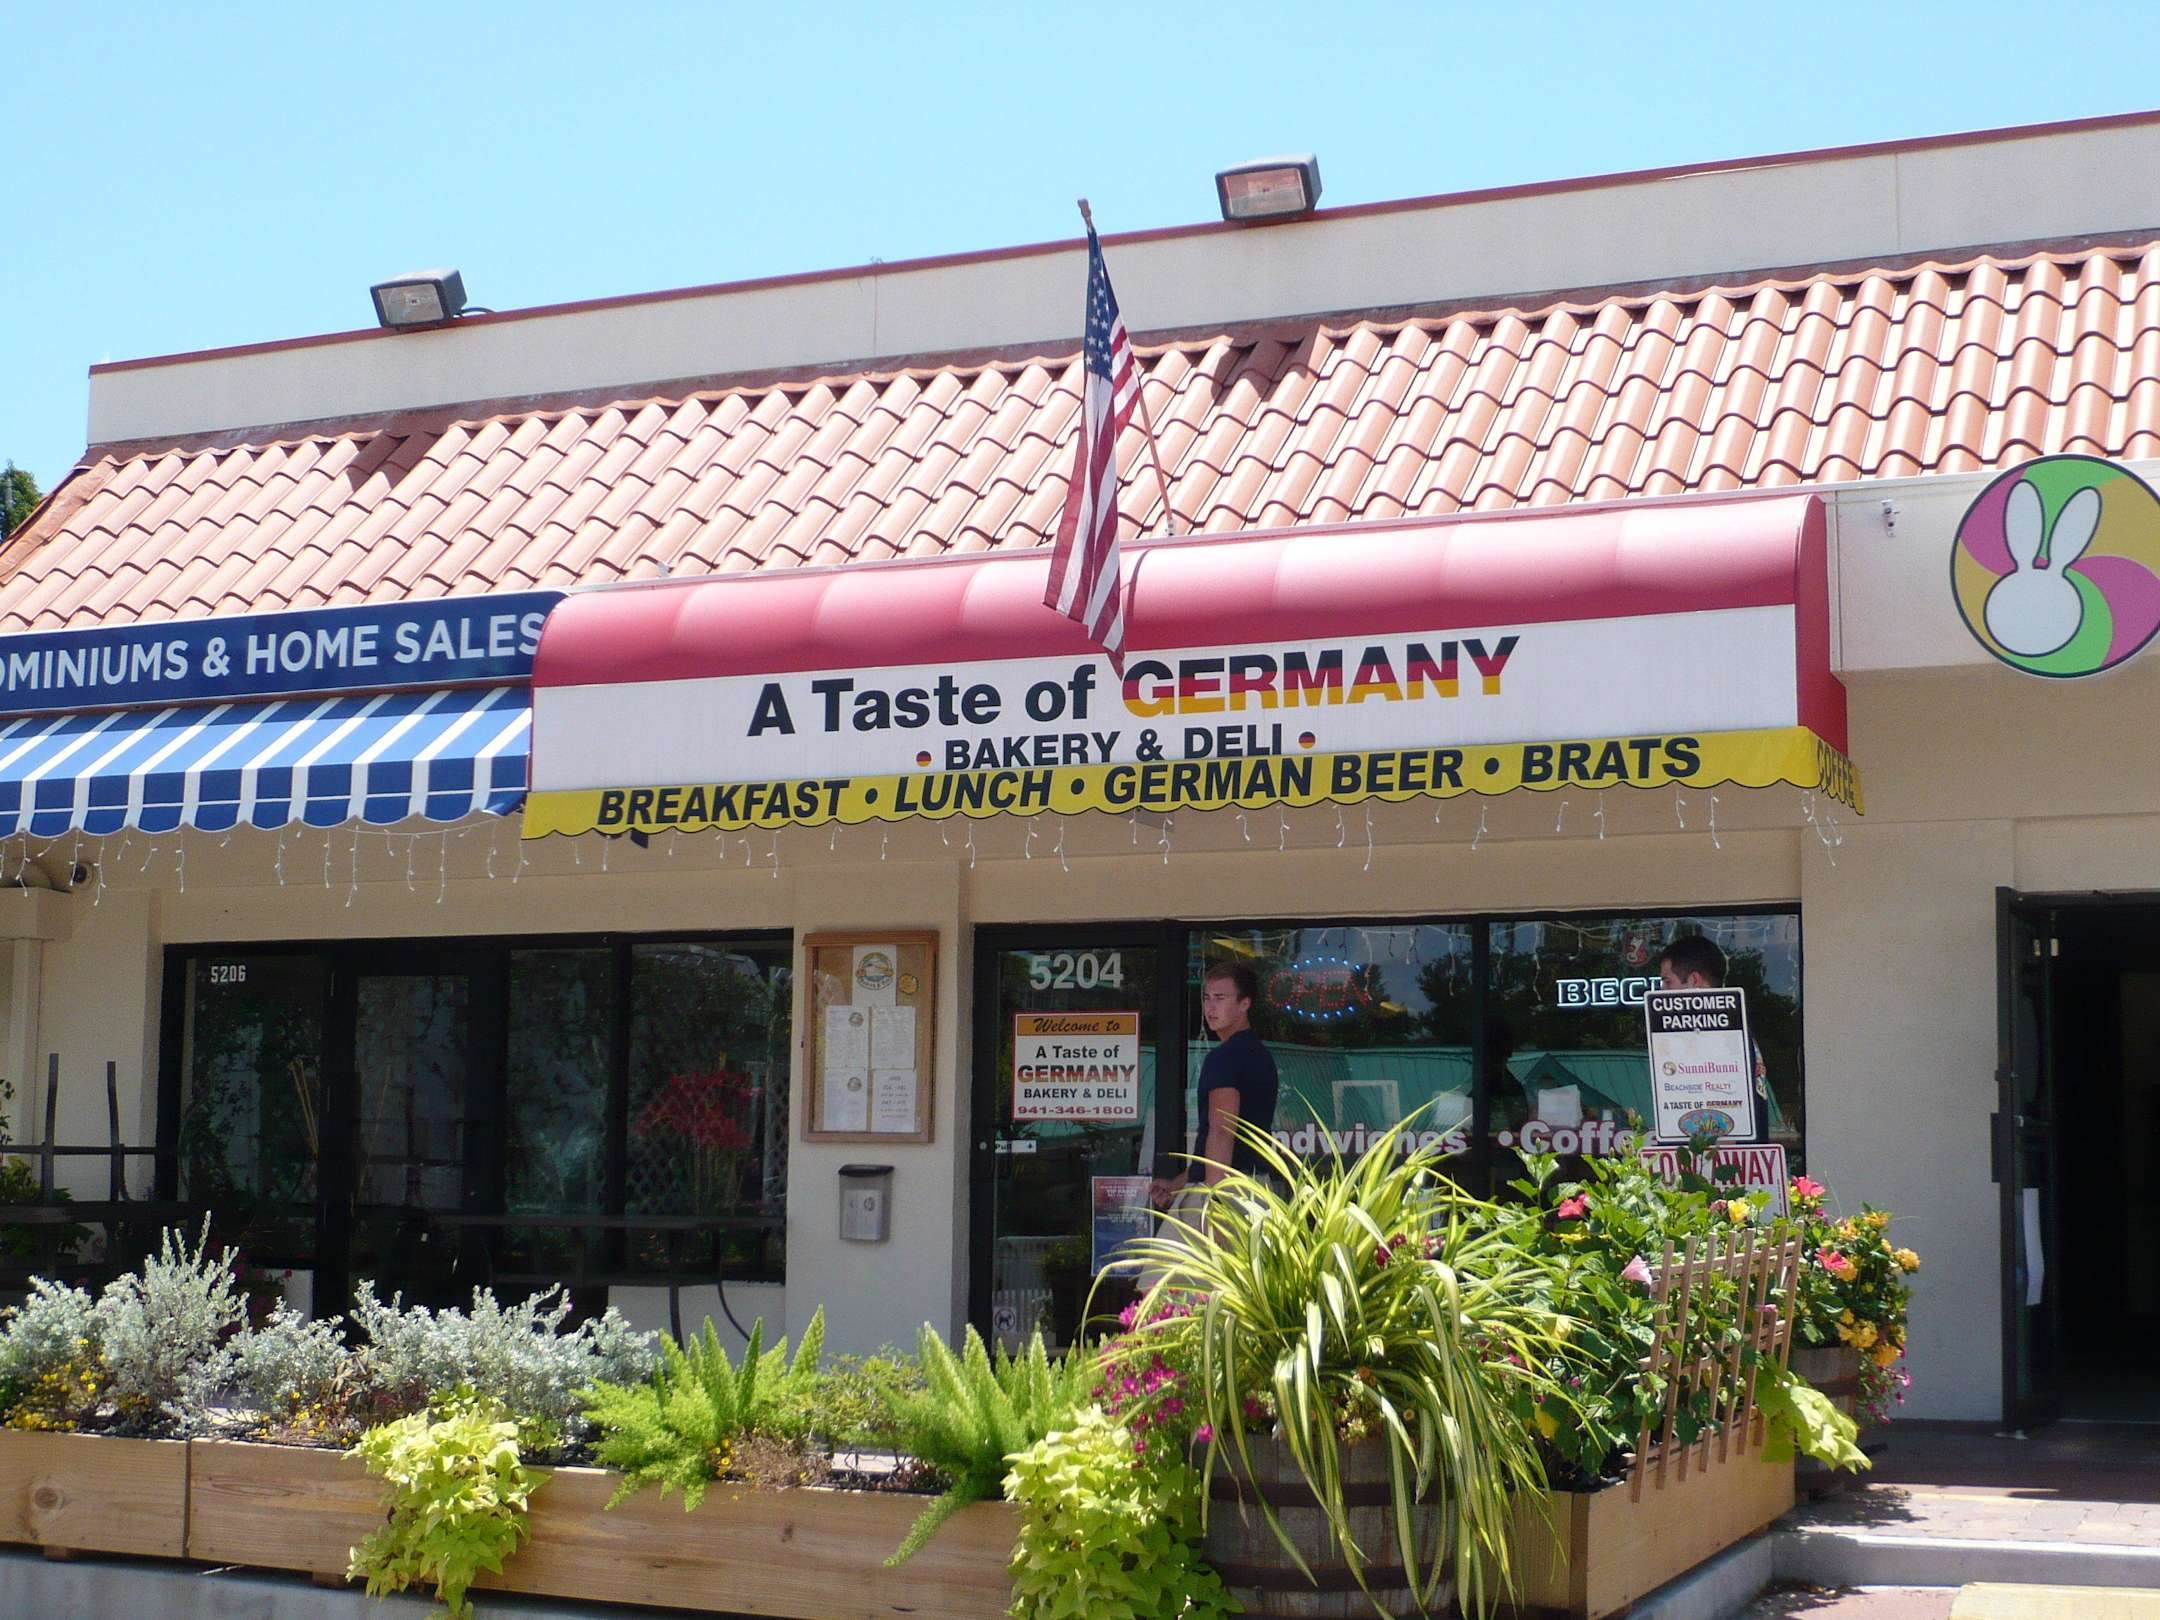 OMINIUMS & HOME SALES
A Taste of GERMANY
• BAKERY & DELI •
BREAKFAST • LUNCH • GERMAN BEER • BRATS
COFFEE
5206
5204
Welcome to
A Taste of
GERMANY
BAKERY & DELI
941-346-1800
Pull
OPEN
BECK
CUSTOMER
PARKING
SunniBunni
BEACHSIDE REALTY
A TASTE OF GERMANY
ndwiches • Coffee
TOW AWAY